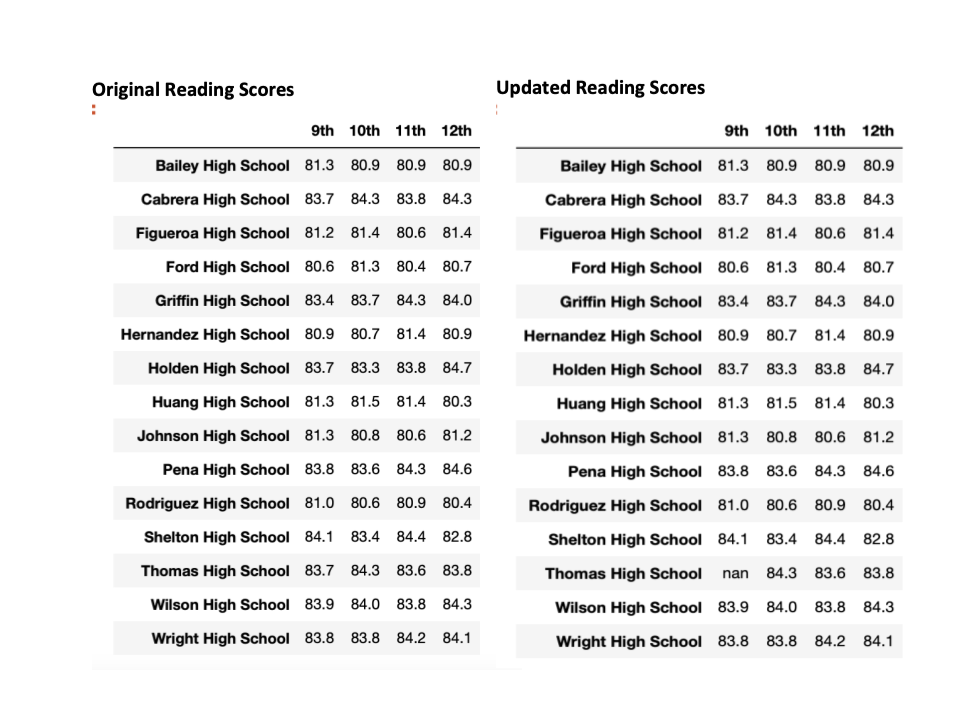 Original Reading Scores
9th 10th 11th 12th
Bailey High School 81.3 80.9 80.9 80.9
Cabrera High School 83.7 84.3 83.8 84.3
Figueroa High School 81.2 81.4 80.6 81.4
Ford High School 80.6 81.3 80.4 80.7
Griffin High School 83.4 83.7 84.3 84.0
Hernandez High School 80.9 80.7 81.4 80.9
Holden High School 83.7 83.3 83.8 84.7
Huang High School 81.3 81.5 81.4 80.3
Johnson High School 81.3 80.8 80.6 81.2
Pena High School 83.8 83.6 84.3 84.6
Rodriguez High School 81.0 80.6 80.9 80.4
Shelton High School 84.1 83.4 84.4 82.8
Thomas High School 83.7 84.3 83.6 83.8
Wilson High School 83.9 84.0 83.8 84.3
Wright High School 83.8 83.8 84.2 84.1
Updated Reading Scores
9th 10th 11th 12th
Bailey High School 81.3 80.9 80.9 80.9
Cabrera High School 83.7 84.3 83.8 84.3
Figueroa High School 81.2 81.4 80.6 81.4
Ford High School 80.6 81.3 80.4 80.7
Griffin High School 83.4 83.7 84.3 84.0
Hernandez High School 80.9 80.7 81.4 80.9
Holden High School 83.7 83.3 83.8 84.7
Huang High School 81.3 81.5 81.4 80.3
Johnson High School 81.3 80.8 80.6 81.2
Pena High School 83.8 83.6 84.3 84.6
Rodriguez High School 81.0 80.6 80.9 80.4
Shelton High School 84.1 83.4 84.4 82.8
Thomas High School nan 84.3 83.6 83.8
Wilson High School 83.9 84.0 83.8 84.3
Wright High School 83.8 83.8 84.2 84.1